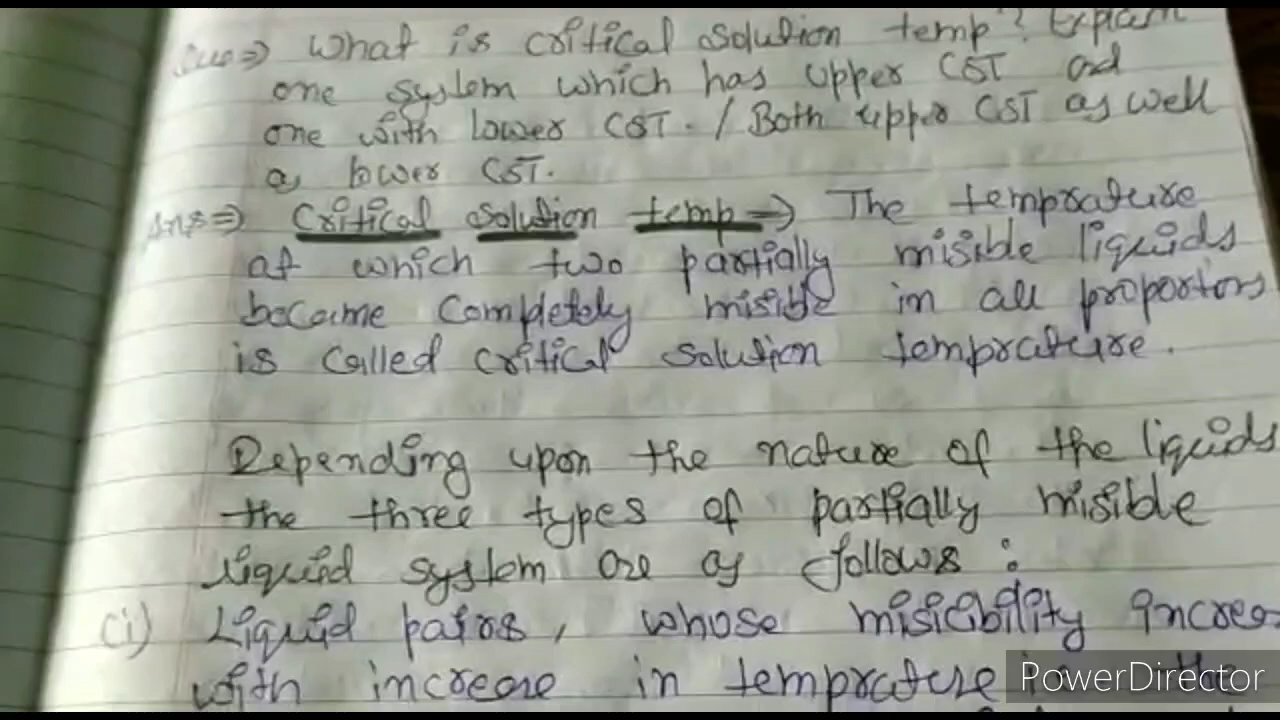 Que⇒ What is critical solution temp? Explain
one system which has upper CST and
one with lower CST. / Both upper CST as well
as lower CST.
Ans⇒ Critical solution temp⇒ The temprature
at which two partially misible liquids
became completely misible in all proportions
is called critical solution temprature.
Depending upon the nature of the liquids
the three types of partially misible
liquid system are as follows :
(i) Liquid pairs, whose misicibility increa
with increase in temprature the
PowerDirector